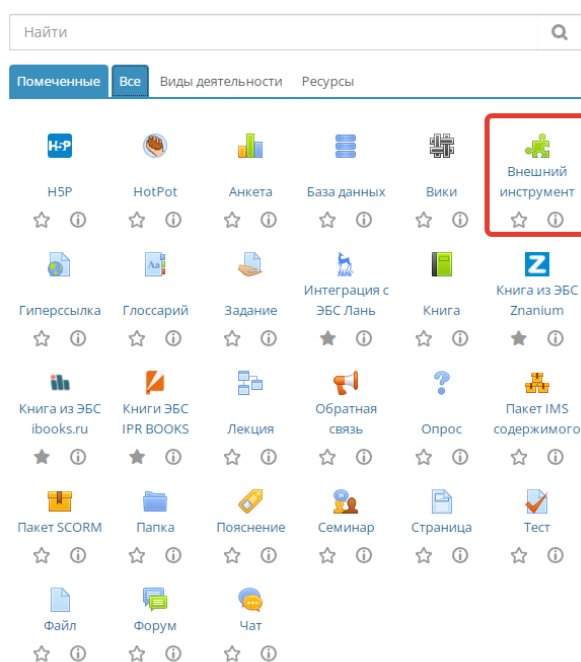 Найти
Помеченные Все Виды деятельности Ресурсы
H5P
H5P HotPot Анкета База данных Вики Внешний
инструмент
Aa
Гиперссылка Глоссарий Задание Интеграция с
ЭБС Лань Книга Книга из ЭБС
Znanium
Книга из ЭБС
ibooks.ru Книги ЭБС
IPR BOOKS Лекция Обратная
связь Опрос Пакет IMS
содержимого
Пакет SCORM Папка Пояснение Семинар Страница Тест
Файл Форум Чат